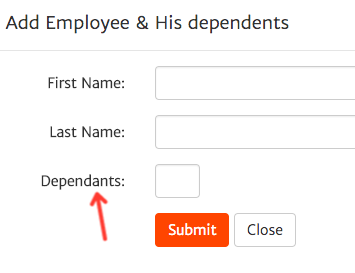 Add Employee & His dependents
First Name:
Last Name:
Dependants:
Submit Close